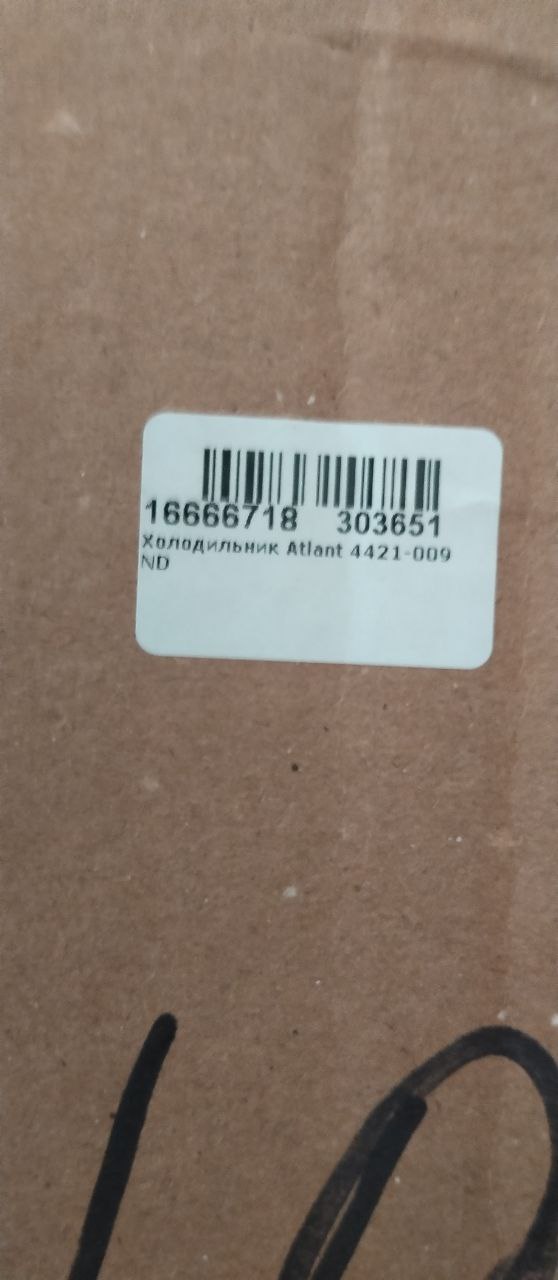 16666718 303651
Холодильник Atlant 4421-009
ND